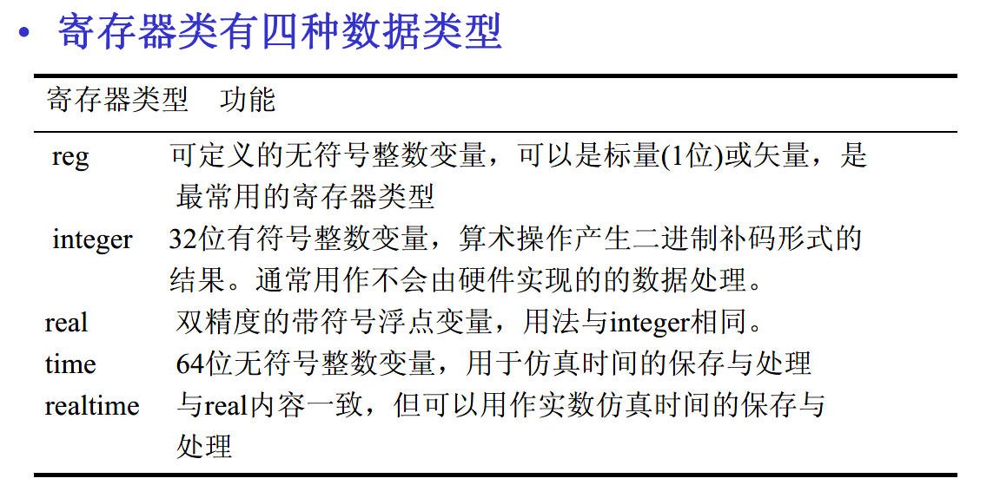 • 寄存器类有四种数据类型
寄存器类型 功能
reg 可定义的无符号整数变量，可以是标量(1位)或矢量，是
最常用的寄存器类型
integer 32位有符号整数变量，算术操作产生二进制补码形式的
结果。通常用作不会由硬件实现的的数据处理。
real 双精度的带符号浮点变量，用法与integer相同。
time 64位无符号整数变量，用于仿真时间的保存与处理
realtime 与real内容一致，但可以用作实数仿真时间的保存与
处理